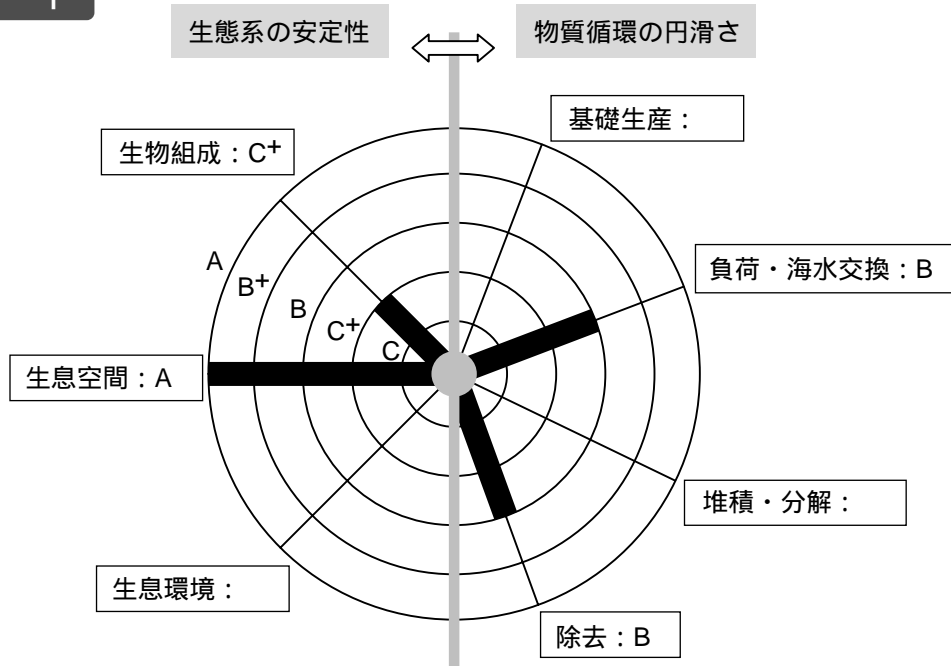 生態系の安定性
物質循環の円滑さ
基礎生産：
生物組成：C+
負荷・海水交換：B
A
B+
B
C+
C
生息空間：A
堆積・分解：
生息環境：
除去：B